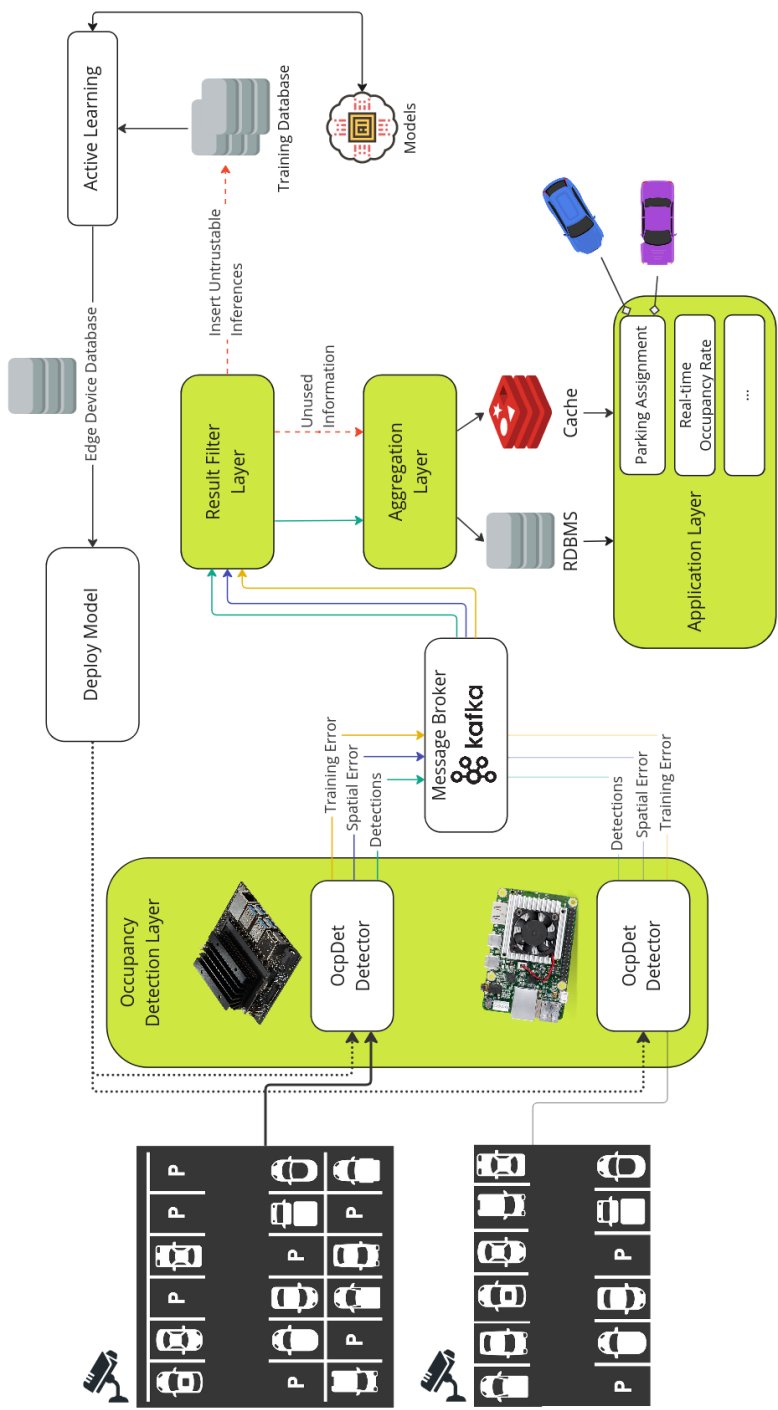 Deploy Model
Edge Device Database
Active Learning
Training Database
AI
Models
P P P
P P
P P
P P
Occupancy
Detection Layer
OcpDet
Detector
Training Error
Spatial Error
Detections
OcpDet
Detector
Detections
Spatial Error
Training Error
Message Broker
kafka
Result Filter
Layer
Insert Untrustable
Inferences
Unused
Information
Aggregation
Layer
RDBMS
Cache
Application Layer
Parking Assignment
Real-time
Occupancy Rate
...